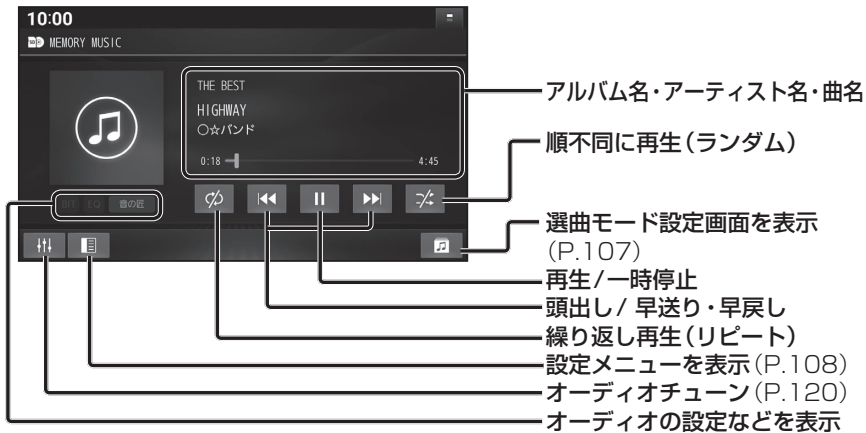 10:00
MEMORY MUSIC
THE BEST
HIGHWAY
○☆バンド
0:18
4:45
BIT EQ 音の匠
アルバム名・アーティスト名・曲名
順不同に再生(ランダム)
選曲モード設定画面を表示
(P.107)
再生/一時停止
頭出し/ 早送り・早戻し
繰り返し再生(リピート)
設定メニューを表示(P.108)
オーディオチューン(P.120)
オーディオの設定などを表示